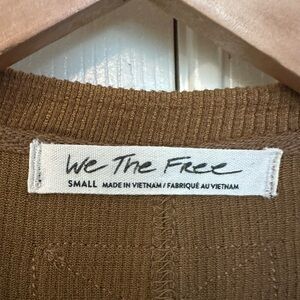 We The Free
SMALL MADE IN VIETNAM / FABRIQUÉ AU VIETNAM